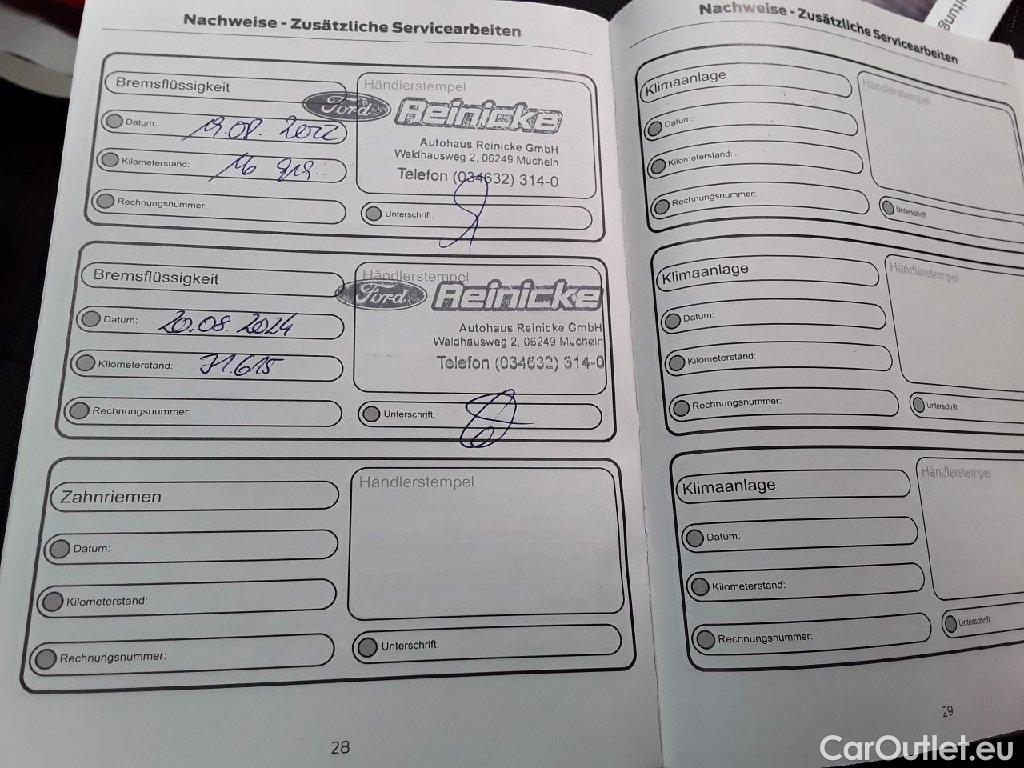 Nachweise - Zusätzliche Servicearbeiten
Bremsflüssigkeit
Händlerstempel
Ford Reinicke
Autohaus Reinicke GmbH
Waldhausweg 2, 06249 Mücheln
Telefon (034632) 314-0
Datum: 19.08.2022
Kilometerstand: 16 919
Rechnungsnummer:
Unterschrift:
Bremsflüssigkeit
Händlerstempel
Ford Reinicke
Autohaus Reinicke GmbH
Waldhausweg 2, 06249 Mücheln
Telefon (034632) 314-0
Datum: 20.08.2024
Kilometerstand: 31.615
Rechnungsnummer:
Unterschrift:
Zahnriemen
Händlerstempel
Datum:
Kilometerstand:
Rechnungsnummer:
Unterschrift:
28
Nachweise - Zusätzliche Servicearbeiten
Klimaanlage
Händlerstempel
Datum:
Kilometerstand:
Rechnungsnummer:
Unterschrift:
Klimaanlage
Händlerstempel
Datum:
Kilometerstand:
Rechnungsnummer:
Unterschrift:
Klimaanlage
Händlerstempel
Datum:
Kilometerstand:
Rechnungsnummer:
Unterschrift:
29
CarOutlet.eu